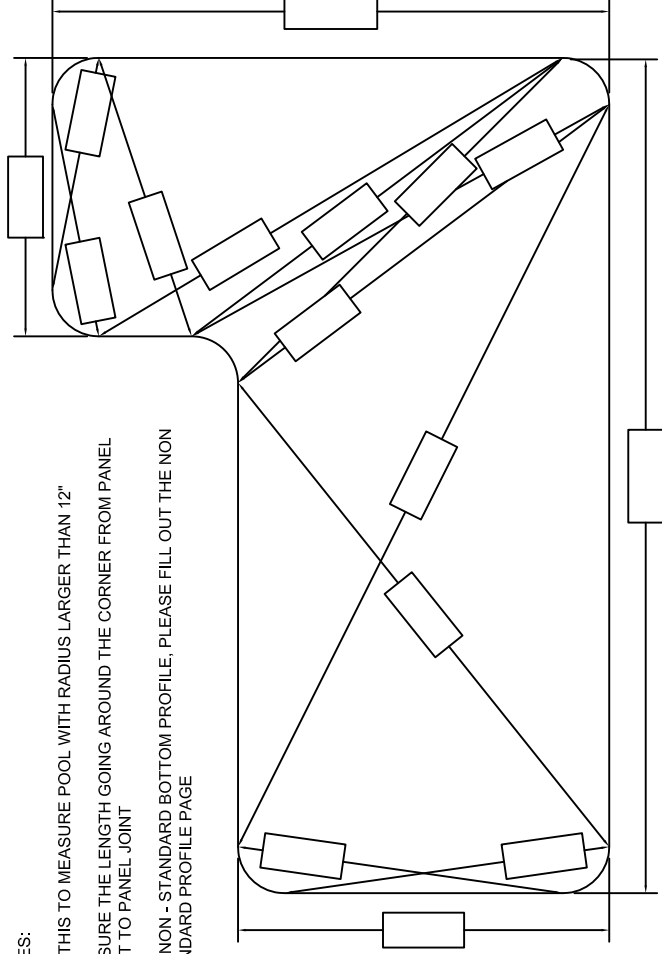 ES:
THIS TO MEASURE POOL WITH RADIUS LARGER THAN 12"
SURE THE LENGTH GOING AROUND THE CORNER FROM PANEL
T TO PANEL JOINT
NON - STANDARD BOTTOM PROFILE, PLEASE FILL OUT THE NON
NDARD PROFILE PAGE